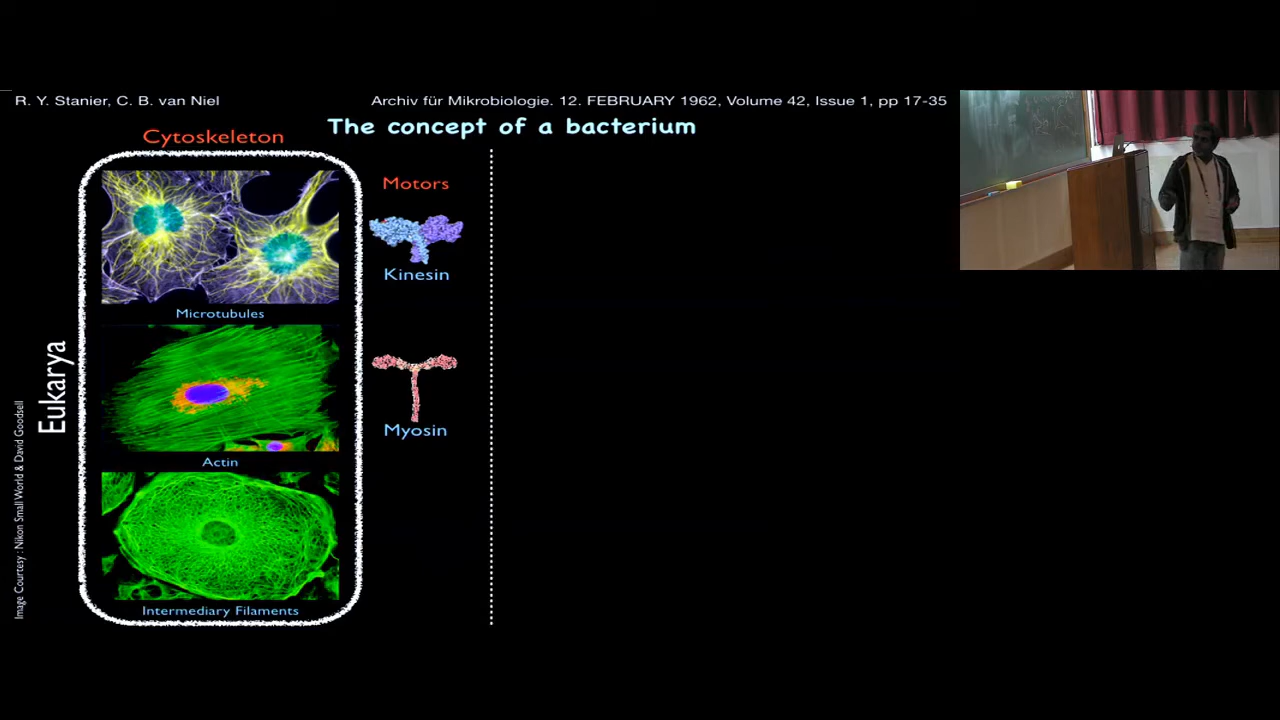 R. Y. Stanier, C. B. van Niel
Archiv für Mikrobiologie. 12. FEBRUARY 1962, Volume 42, Issue 1, pp 17-35
The concept of a bacterium
Cytoskeleton
Motors
Kinesin
Microtubules
Myosin
Actin
Intermediary Filaments
Eukarya
Image Courtesy : Nikon Small World & David Goodsell